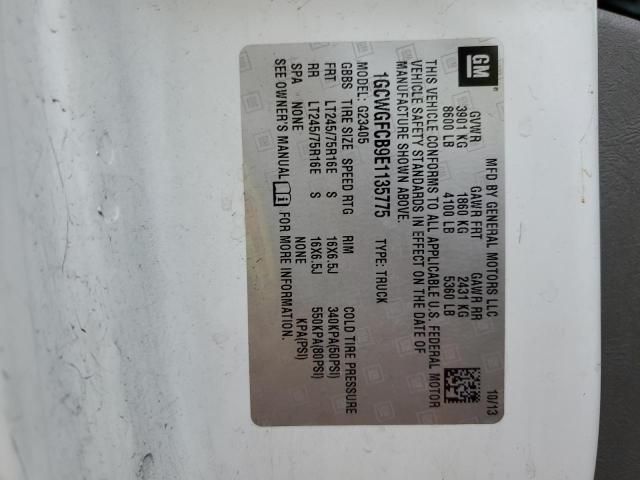 GM
MFD BY GENERAL MOTORS LLC 10/13
GVWR GAWR FRT GAWR RR
3901 KG 1860 KG 2431 KG
8600 LB 4100 LB 5360 LB
THIS VEHICLE CONFORMS TO ALL APPLICABLE U.S. FEDERAL MOTOR
VEHICLE SAFETY STANDARDS IN EFFECT ON THE DATE OF
MANUFACTURE SHOWN ABOVE.
1GCWGFCB9E1135775 TYPE: TRUCK
MODEL: G23405
GBBS TIRE SIZE SPEED RTG RIM COLD TIRE PRESSURE
FRT LT245/75R16E S 16X6.5J 340KPA(50PSI)
RR LT245/75R16E S 16X6.5J 550KPA(80PSI)
SPA NONE NONE KPA(PSI)
SEE OWNER'S MANUAL FOR MORE INFORMATION.